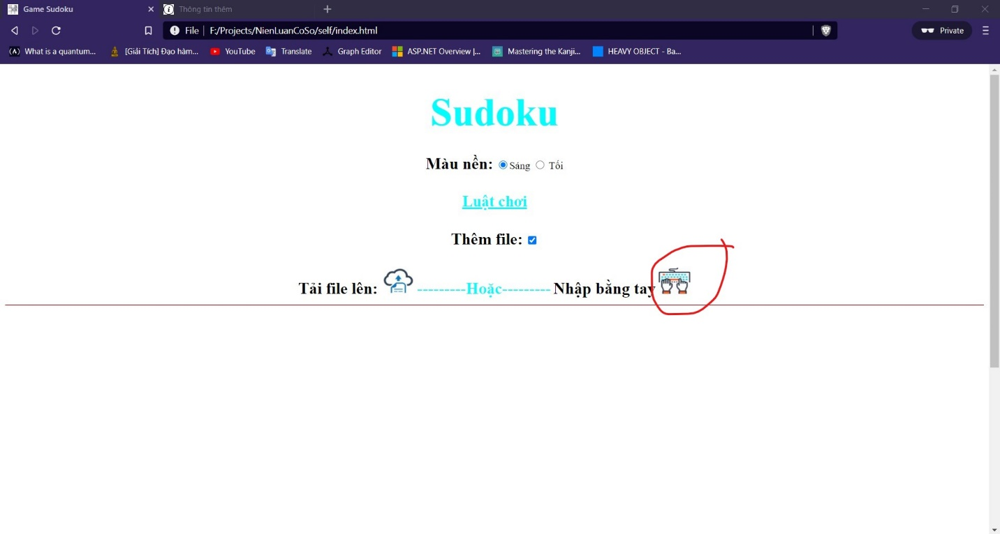 Game Sudoku
Thông tin thêm
File | F:/Projects/NienLuanCoSo/self/index.html
Private
What is a quantum...
[Giải Tích] Đạo hàm...
YouTube
Translate
Graph Editor
ASP.NET Overview |...
Mastering the Kanji...
HEAVY OBJECT - Ba...
Sudoku
Màu nền: Sáng Tối
Luật chơi
Thêm file:
Tải file lên: ---------Hoặc--------- Nhập bằng tay